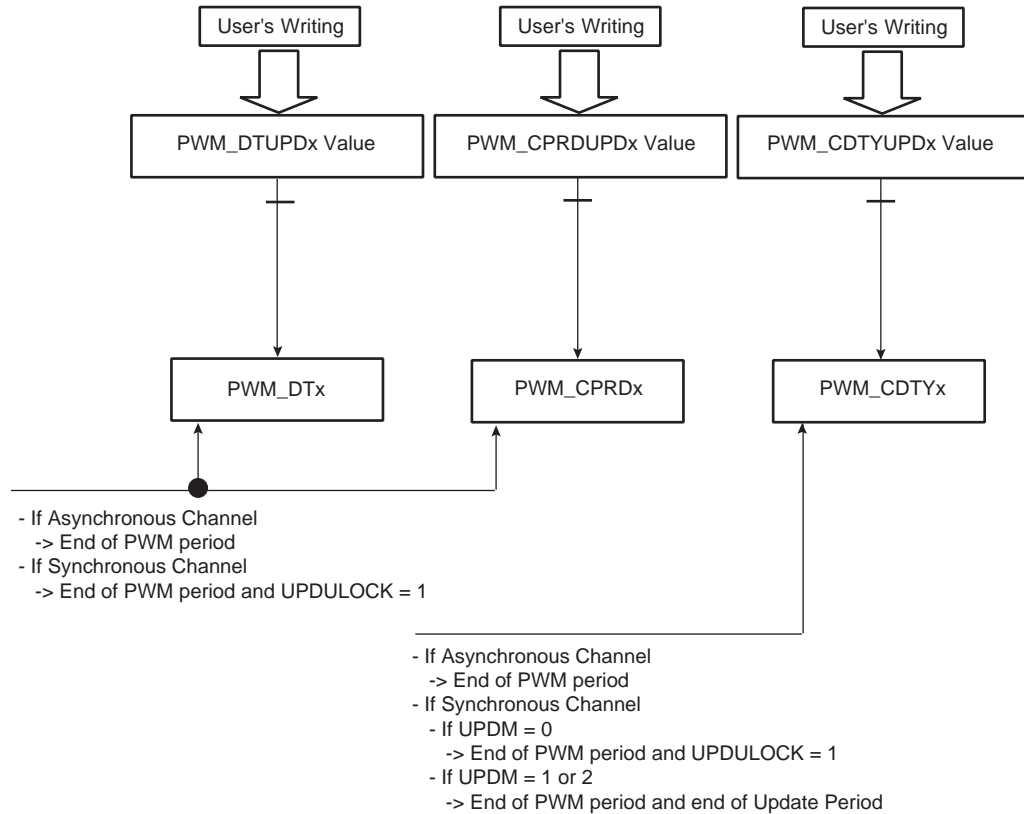 User's Writing
User's Writing
User's Writing
PWM_DTUPDx Value
PWM_CPRDUPDx Value
PWM_CDTYUPDx Value
PWM_DTx
PWM_CPRDx
PWM_CDTYx
- If Asynchronous Channel
-> End of PWM period
- If Synchronous Channel
-> End of PWM period and UPDULOCK = 1
- If Asynchronous Channel
-> End of PWM period
- If Synchronous Channel
- If UPDM = 0
-> End of PWM period and UPDULOCK = 1
- If UPDM = 1 or 2
-> End of PWM period and end of Update Period